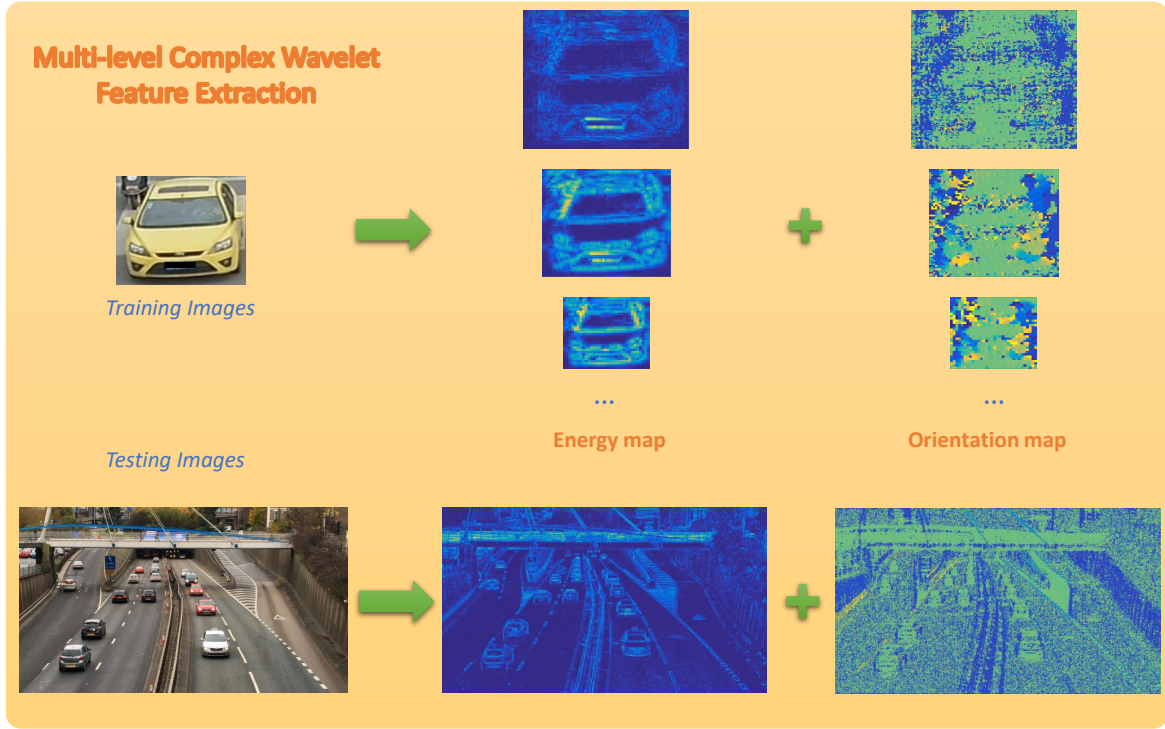 Multi-level Complex Wavelet
Feature Extraction
Training Images
...
...
Energy map
Orientation map
Testing Images